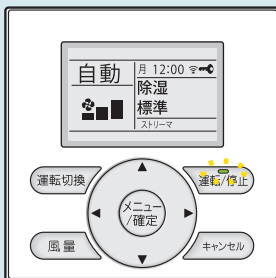 自動
月 12:00
除湿
標準
ストリーマ
運転切換
運転/停止
メニュー
/確定
風量
キャンセル